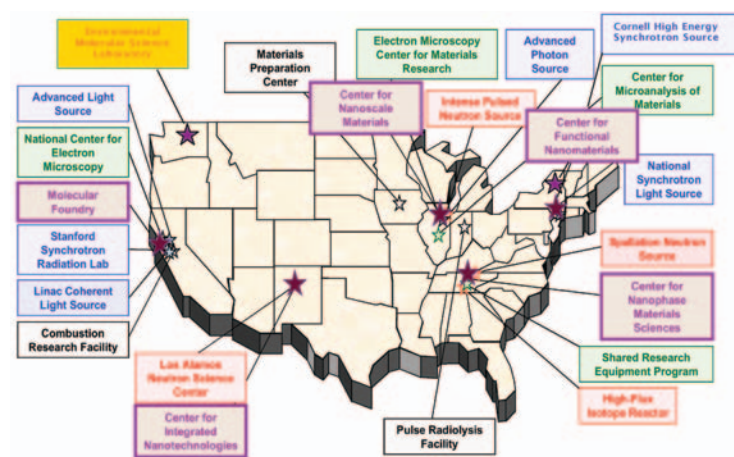 Environmental
Molecular Science
Laboratory
Materials
Preparation
Center
Electron Microscopy
Center for Materials
Research
Advanced
Photon
Source
Cornell High Energy
Synchrotron Source
Advanced Light
Source
Center for
Nanoscale
Materials
Intense Pulsed
Neutron Source
Center for
Microanalysis of
Materials
National Center for
Electron
Microscopy
Center for
Functional
Nanomaterials
Molecular
Foundry
National
Synchrotron
Light Source
Stanford
Synchrotron
Radiation Lab
Spallation Neutron
Source
Linac Coherent
Light Source
Center for
Nanophase
Materials
Sciences
Combustion
Research Facility
Los Alamos
Neutron Science
Center
Shared Research
Equipment Program
Center for
Integrated
Nanotechnologies
Pulse Radiolysis
Facility
High-Flux
Isotope Reactor